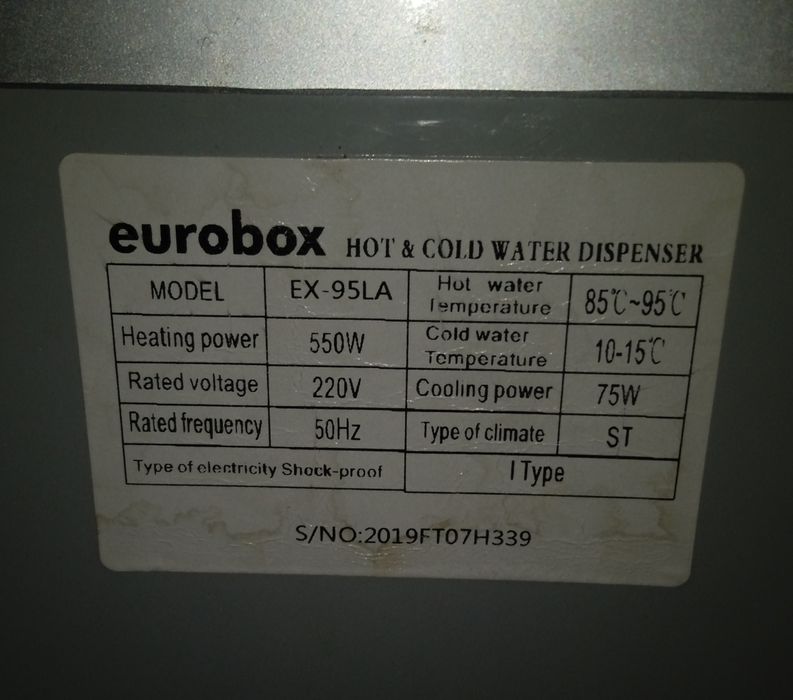 eurobox HOT & COLD WATER DISPENSER
MODEL EX-95LA Hot water Temperature 85℃~95℃
Heating power 550W Cold water Temperature 10-15℃
Rated voltage 220V Cooling power 75W
Rated frequency 50Hz Type of climate ST
Type of electricity Shock-proof I Type
S/NO:2019FT07H339